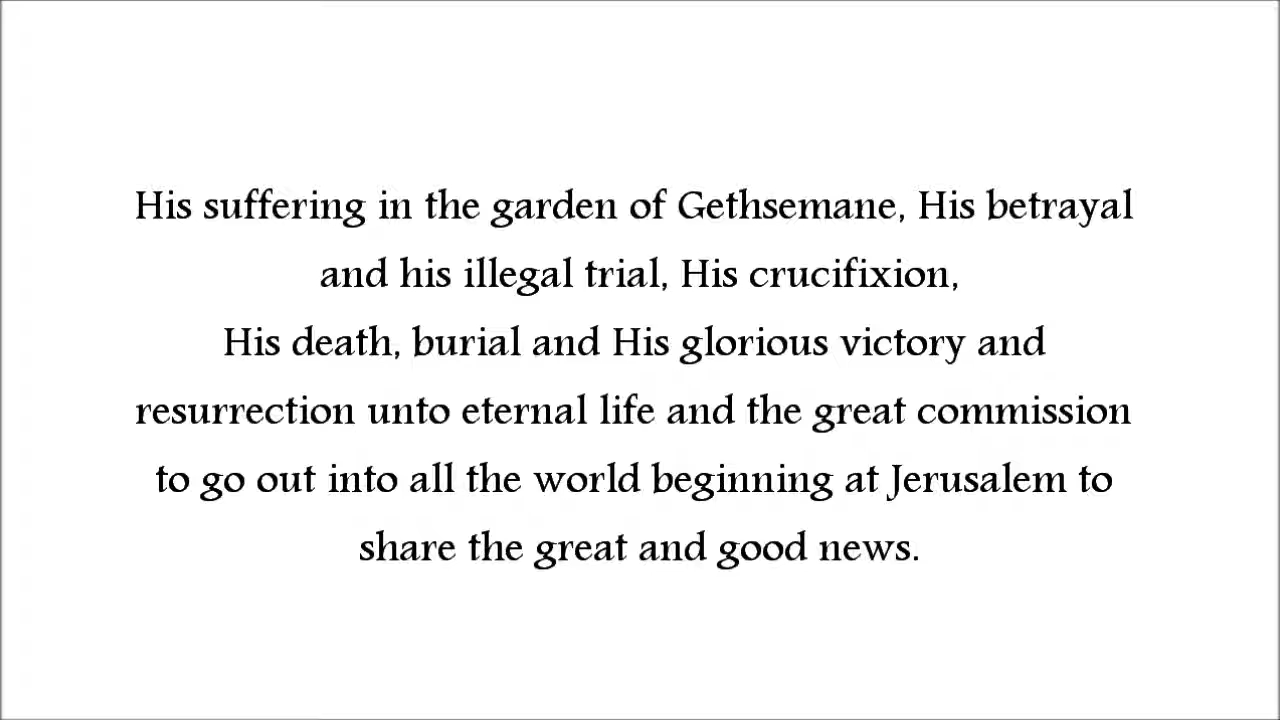 His suffering in the garden of Gethsemane, His betrayal
and his illegal trial, His crucifixion,
His death, burial and His glorious victory and
resurrection unto eternal life and the great commission
to go out into all the world beginning at Jerusalem to
share the great and good news.